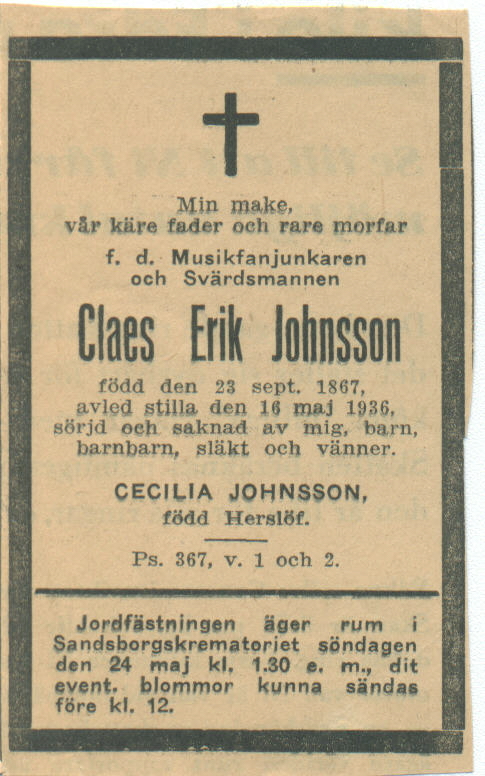 Min make,
vår käre fader och rare morfar
f. d. Musikfanjunkaren
och Svärdsmannen
Claes Erik Johnsson
född den 23 sept. 1867,
avled stilla den 16 maj 1936,
sörjd och saknad av mig, barn,
barnbarn, släkt och vänner.
CECILIA JOHNSSON,
född Herslöf.
Ps. 367, v. 1 och 2.
Jordfästningen äger rum i
Sandsborgskrematoriet söndagen
den 24 maj kl. 1.30 e. m., dit
event. blommor kunna sändas
före kl. 12.